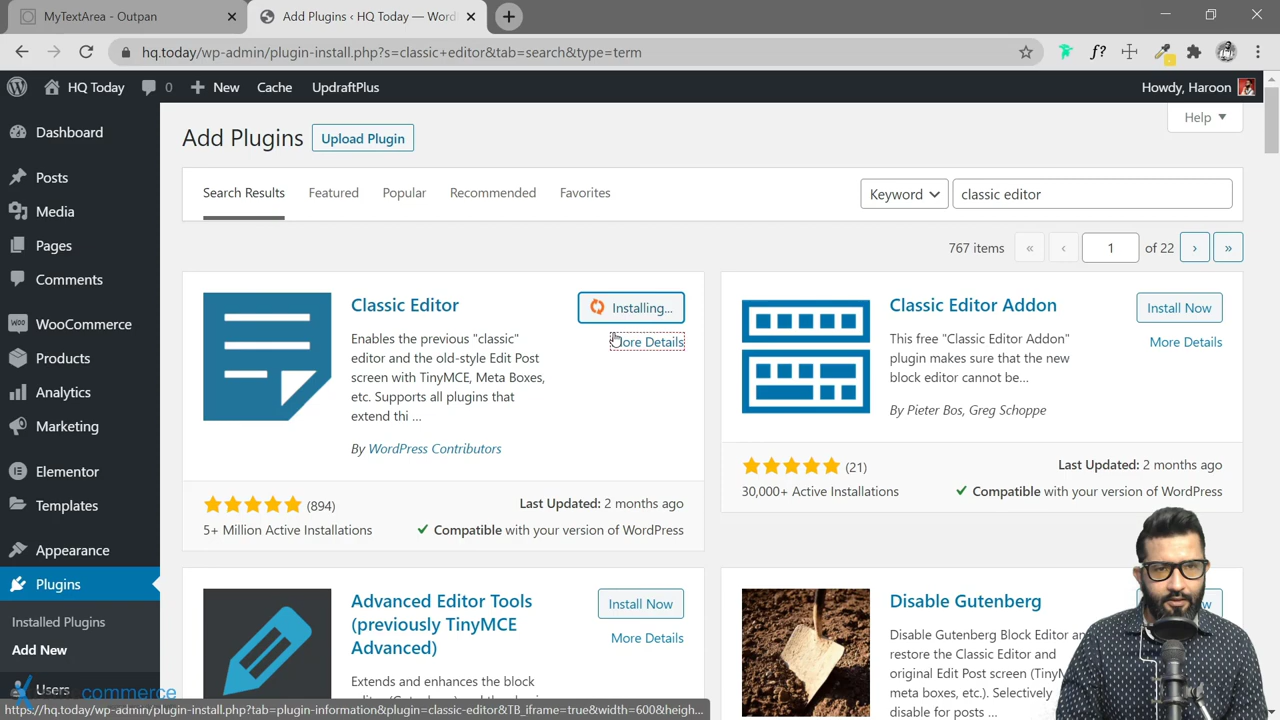 MyTextArea - Outpan
Add Plugins ‹ HQ Today — Word
hq.today/wp-admin/plugin-install.php?s=classic+editor&tab=search&type=term
f?
HQ Today
0
New
Cache
UpdraftPlus
Howdy, Haroon
Dashboard
Posts
Media
Pages
Comments
WooCommerce
Products
Analytics
Marketing
Elementor
Templates
Appearance
Plugins
Installed Plugins
Add New
Users
commerce
Add Plugins
Upload Plugin
Help
Search Results
Featured
Popular
Recommended
Favorites
Keyword
classic editor
767 items
«
‹
1
of 22
›
»
Classic Editor
Installing...
More Details
Enables the previous "classic"
editor and the old-style Edit Post
screen with TinyMCE, Meta Boxes,
etc. Supports all plugins that
extend thi ...
By WordPress Contributors
(894)
Last Updated: 2 months ago
5+ Million Active Installations
Compatible with your version of WordPress
Classic Editor Addon
Install Now
More Details
This free "Classic Editor Addon"
plugin makes sure that the new
block editor cannot be...
By Pieter Bos, Greg Schoppe
(21)
Last Updated: 2 months ago
30,000+ Active Installations
Compatible with your version of WordPress
Advanced Editor Tools
(previously TinyMCE
Advanced)
Install Now
More Details
Extends and enhances the block
Disable Gutenberg
Disable Gutenberg Block Editor and
restore the Classic Editor and
original Edit Post screen (TinyM
meta boxes, etc.). Selectively
disable for posts ...
https://hq.today/wp-admin/plugin-install.php?tab=plugin-information&plugin=classic-editor&TB_iframe=true&width=600&heigh...